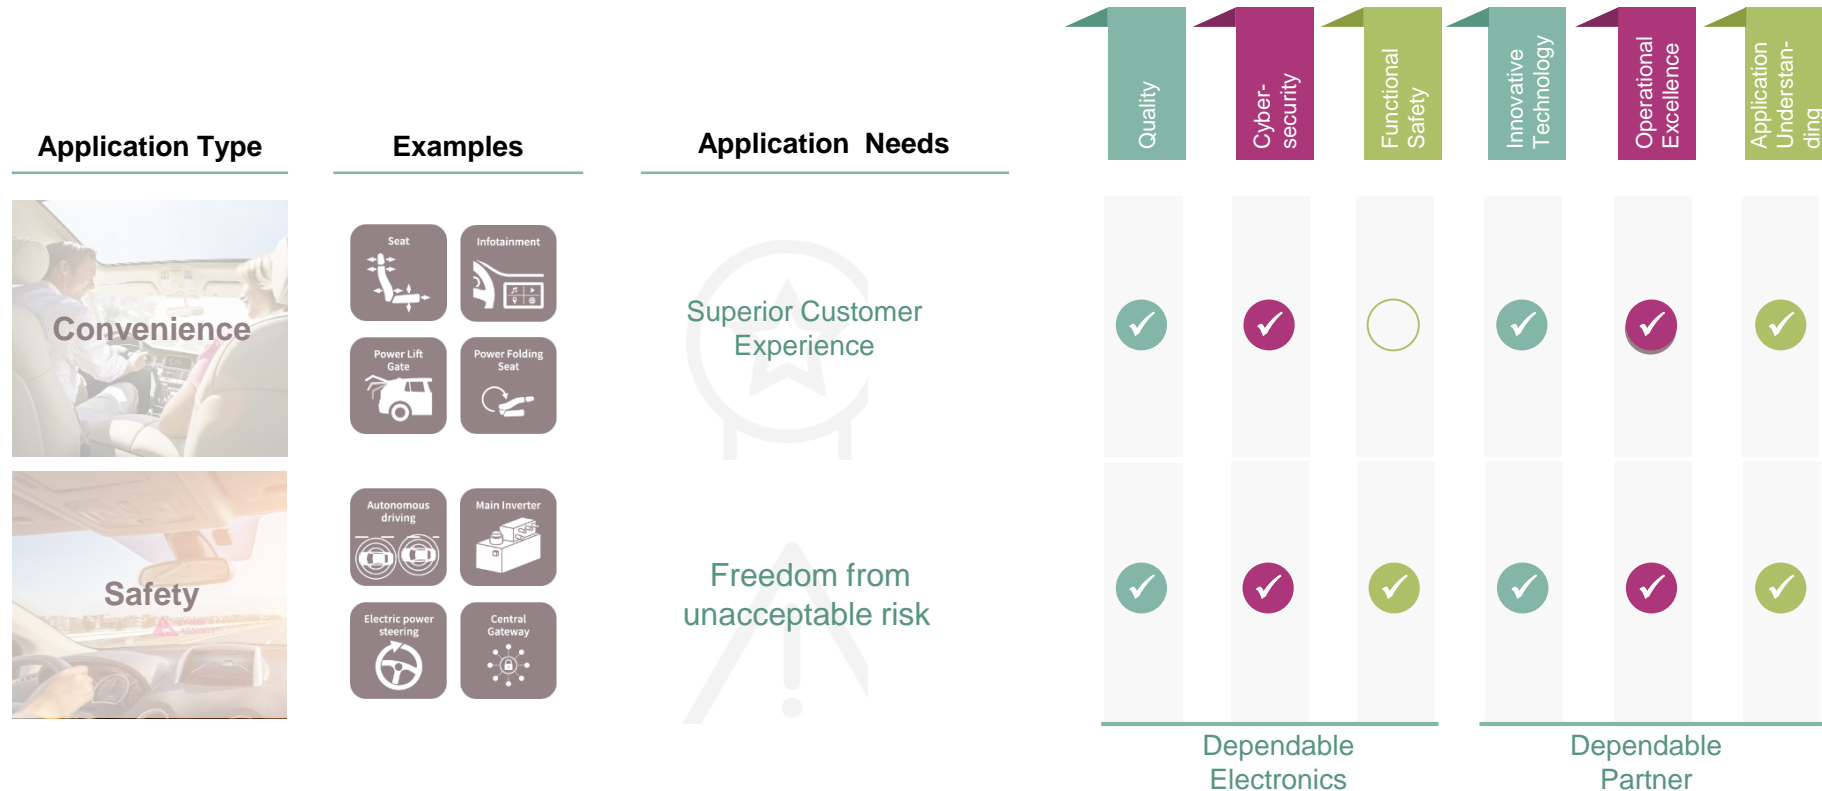 Quality
Cyber-
security
Functional
Safety
Innovative
Technology
Operational
Excellence
Application
Understan-
ding
Application Type
Examples
Application Needs
Convenience
Seat
Infotainment
Power Lift
Gate
Power Folding
Seat
Superior Customer
Experience
Safety
Autonomous
driving
Main Inverter
Electric power
steering
Central
Gateway
Freedom from
unacceptable risk
Dependable
Electronics
Dependable
Partner